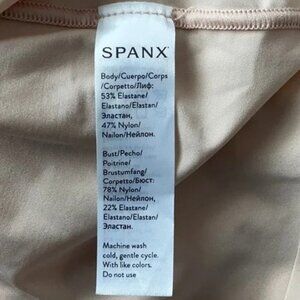 SPANX
Body/Cuerpo/Corps
/Corpetto/Лиф:
53% Elastane/
Elastano/Elastan/
Эластан,
47% Nylon/
Nailon/Нейлон.
Bust/Pecho/
Poitrine/
Brustumfang/
Corpetto/Бюст:
78% Nylon/
Nailon/Нейлон,
22% Elastane/
Elastano/Elastan/
Эластан.
Machine wash
cold, gentle cycle.
With like colors.
Do not use